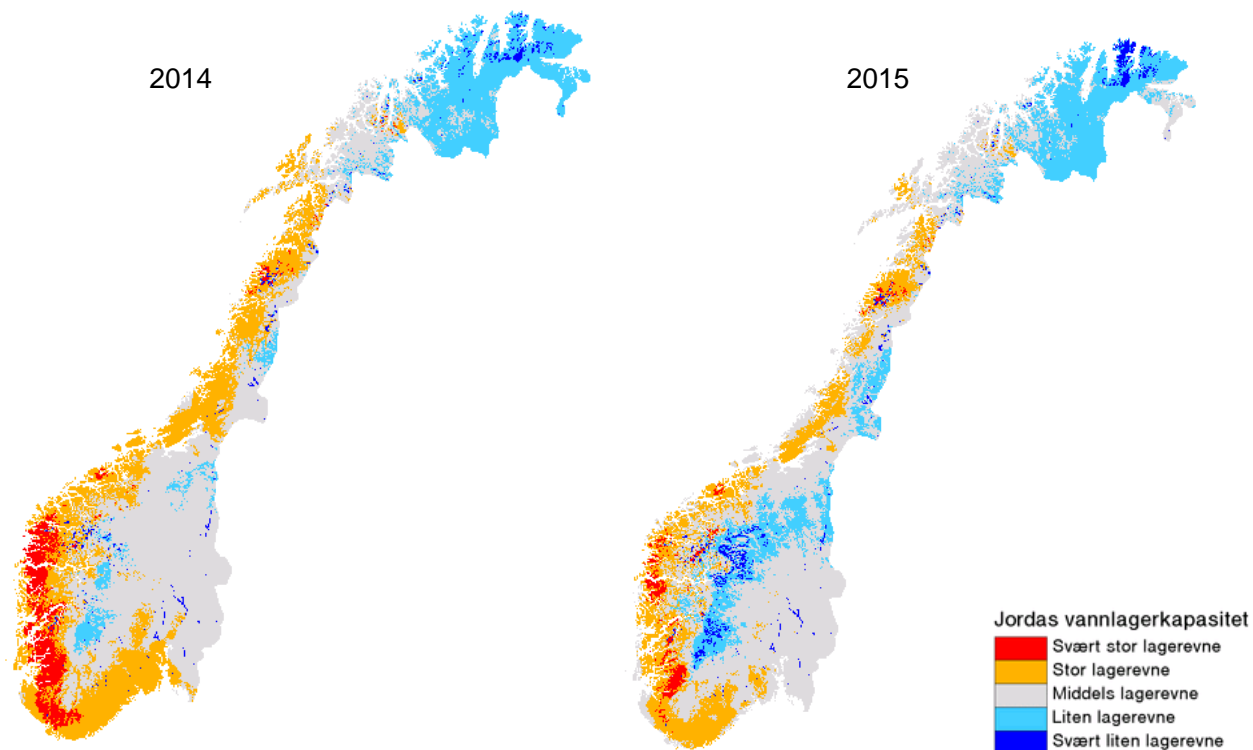 2014
2015
Jordas vannlagerkapasitet
Svært stor lagerevne
Stor lagerevne
Middels lagerevne
Liten lagerevne
Svært liten lagerevne